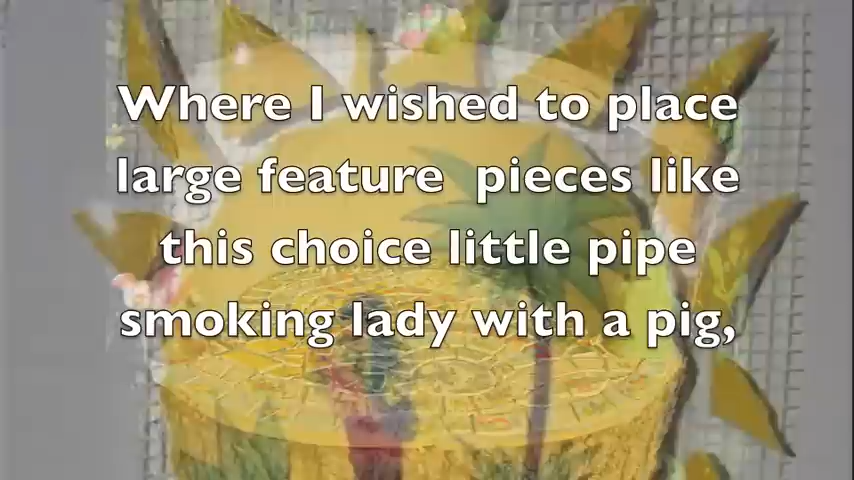 Where I wished to place
large feature  pieces like
this choice little pipe
smoking lady with a pig,